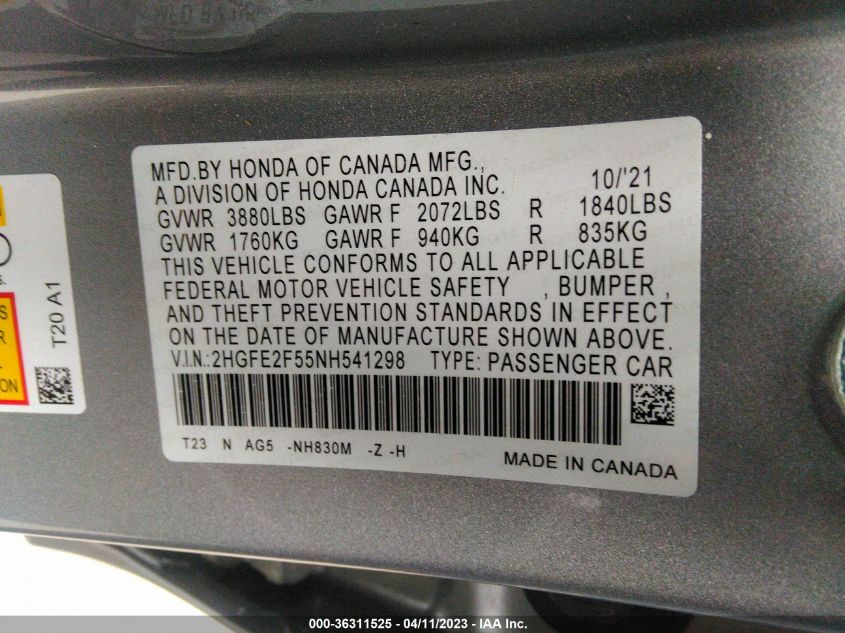 MFD.BY HONDA OF CANADA MFG.,
A DIVISION OF HONDA CANADA INC. 10/'21
GVWR 3880LBS GAWR F 2072LBS R 1840LBS
GVWR 1760KG GAWR F 940KG R 835KG
THIS VEHICLE CONFORMS TO ALL APPLICABLE
FEDERAL MOTOR VEHICLE SAFETY , BUMPER ,
AND THEFT PREVENTION STANDARDS IN EFFECT
ON THE DATE OF MANUFACTURE SHOWN ABOVE.
V.I.N.:2HGFE2F55NH541298 TYPE: PASSENGER CAR
T23 N AG5 -NH830M -Z -H
MADE IN CANADA
T20 A1
000-36311525 - 04/11/2023 - IAA Inc.